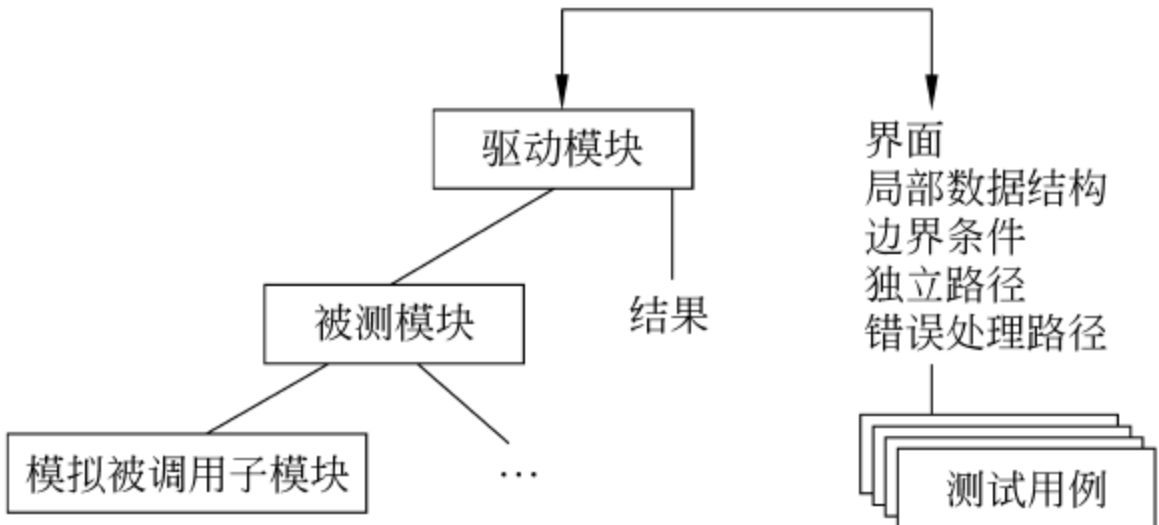 驱动模块
界面
局部数据结构
边界条件
独立路径
错误处理路径
被测模块
结果
模拟被调用子模块
…
测试用例